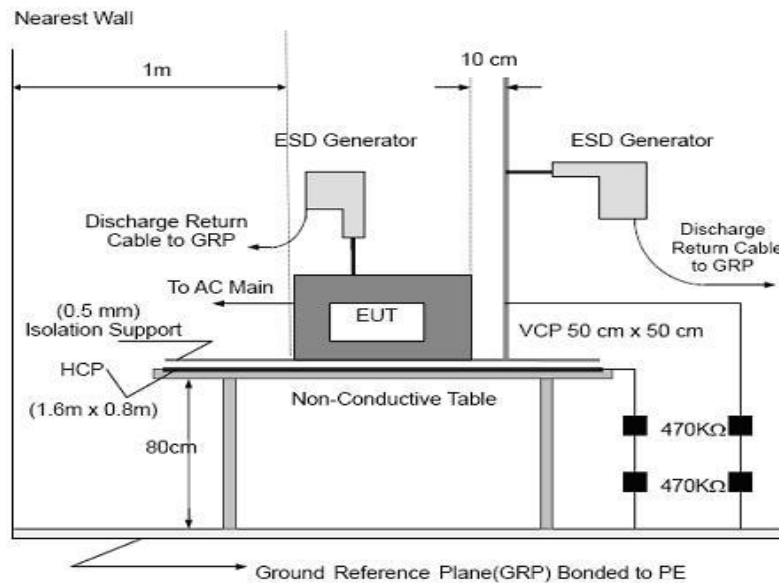 Nearest Wall
1m
10 cm
ESD Generator
ESD Generator
Discharge Return
Cable to GRP
Discharge
Return Cable
to GRP
To AC Main
(0.5 mm)
Isolation Support
EUT
VCP 50 cm x 50 cm
HCP
(1.6m x 0.8m)
Non-Conductive Table
80cm
470KΩ
470KΩ
Ground Reference Plane(GRP) Bonded to PE